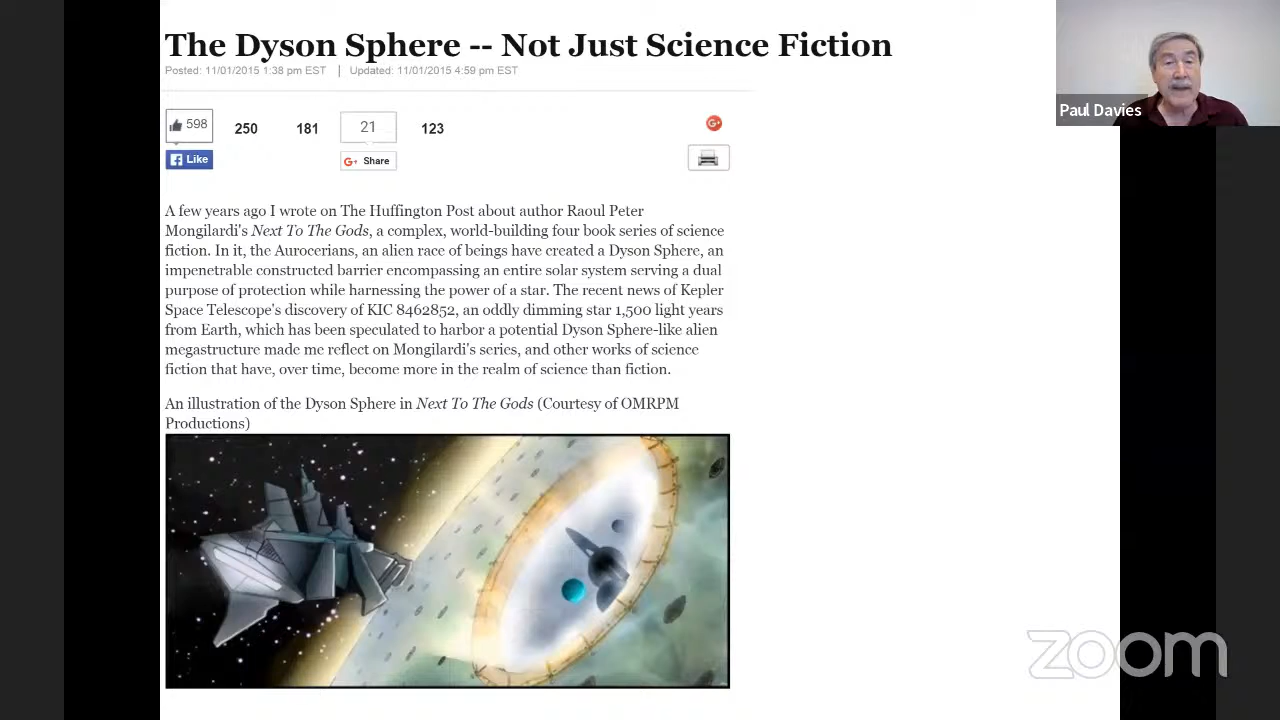 The Dyson Sphere -- Not Just Science Fiction
Posted: 11/01/2015 1:38 pm EST | Updated: 11/01/2015 4:59 pm EST
Paul Davies
598
250
181
21
123
Like
Share
A few years ago I wrote on The Huffington Post about author Raoul Peter
Mongilardi's Next To The Gods, a complex, world-building four book series of science
fiction. In it, the Aurocerians, an alien race of beings have created a Dyson Sphere, an
impenetrable constructed barrier encompassing an entire solar system serving a dual
purpose of protection while harnessing the power of a star. The recent news of Kepler
Space Telescope's discovery of KIC 8462852, an oddly dimming star 1,500 light years
from Earth, which has been speculated to harbor a potential Dyson Sphere-like alien
megastructure made me reflect on Mongilardi's series, and other works of science
fiction that have, over time, become more in the realm of science than fiction.
An illustration of the Dyson Sphere in Next To The Gods (Courtesy of OMRPM
Productions)
zoom